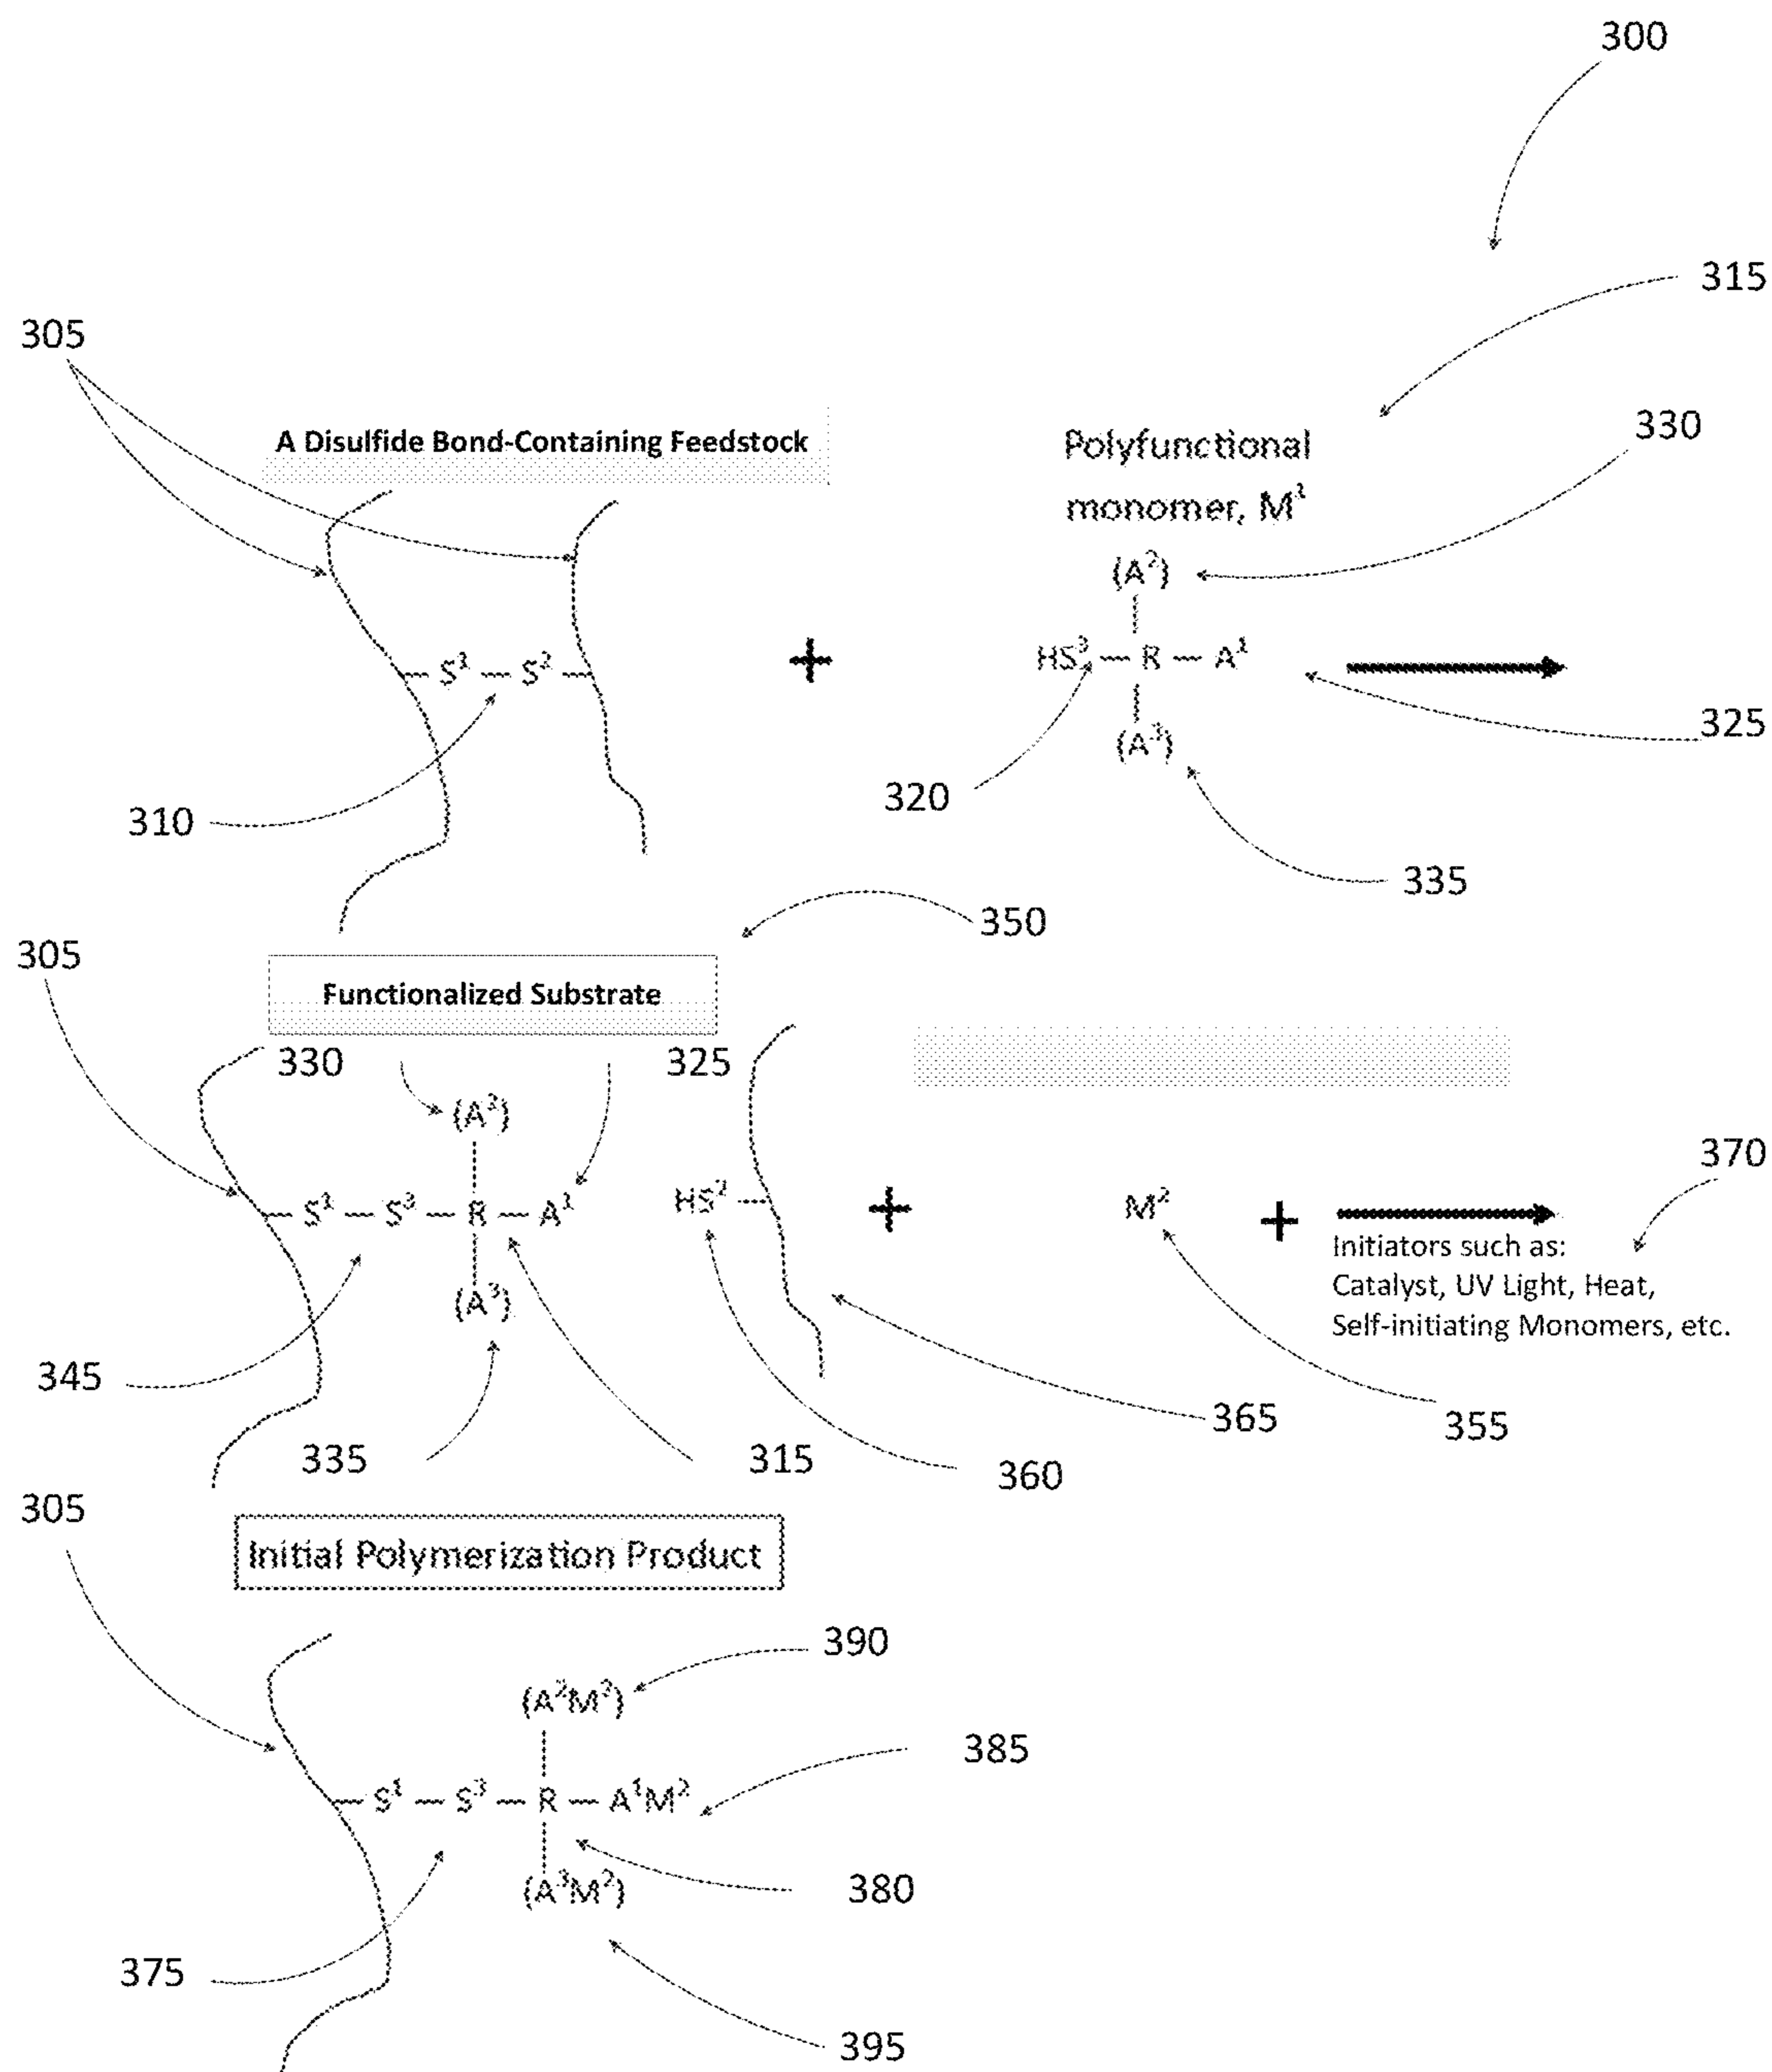 300
315
305
330
A Disulfide Bond-Containing Feedstock
Polyfunctional
monomer, M¹
(A²)
S¹ — S²
+
HS³ — R — A¹
(A³)
325
310
320
335
350
305
Functionalized Substrate
330
325
(A²)
370
S¹ — S³ — R — A¹
HS²
+
M²
+
Initiators such as:
Catalyst, UV Light, Heat,
Self-initiating Monomers, etc.
(A³)
345
365
355
335
315
360
305
Initial Polymerization Product
390
(A²M²)
385
S¹ — S³ — R — A¹M²
380
(A³M²)
375
395